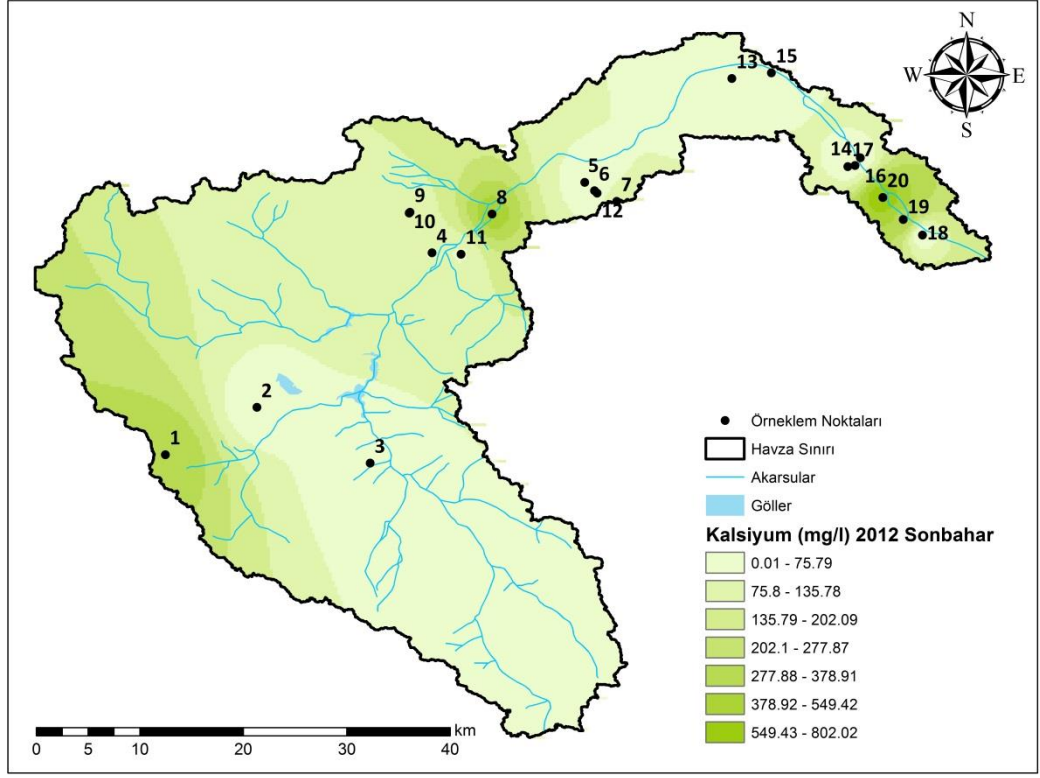 N
W E
S
13
15
14
17
5
6
7
12
16
20
19
18
9
10
8
4
11
2
1
3
Örneklem Noktaları
Havza Sınırı
Akarsular
Göller
Kalsiyum (mg/l) 2012 Sonbahar
0.01 - 75.79
75.8 - 135.78
135.79 - 202.09
202.1 - 277.87
277.88 - 378.91
378.92 - 549.42
549.43 - 802.02
km
0 5 10 20 30 40